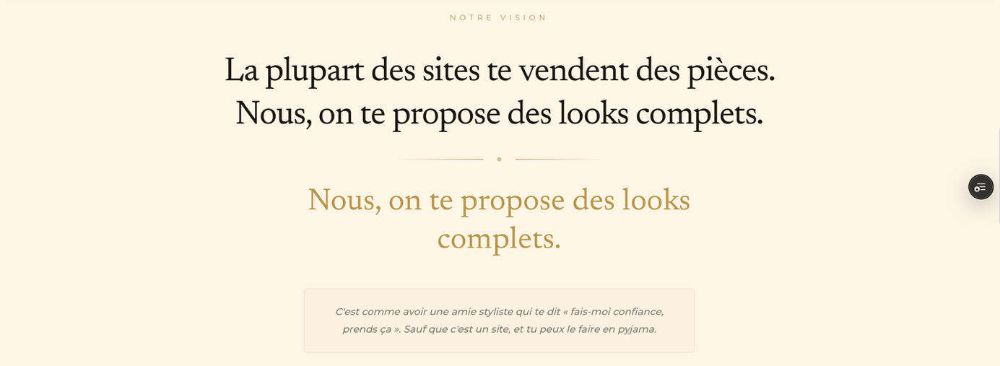 NOTRE VISION
La plupart des sites te vendent des pièces.
Nous, on te propose des looks complets.
Nous, on te propose des looks
complets.
C'est comme avoir une amie styliste qui te dit « fais-moi confiance,
prends ça ». Sauf que c'est un site, et tu peux le faire en pyjama.